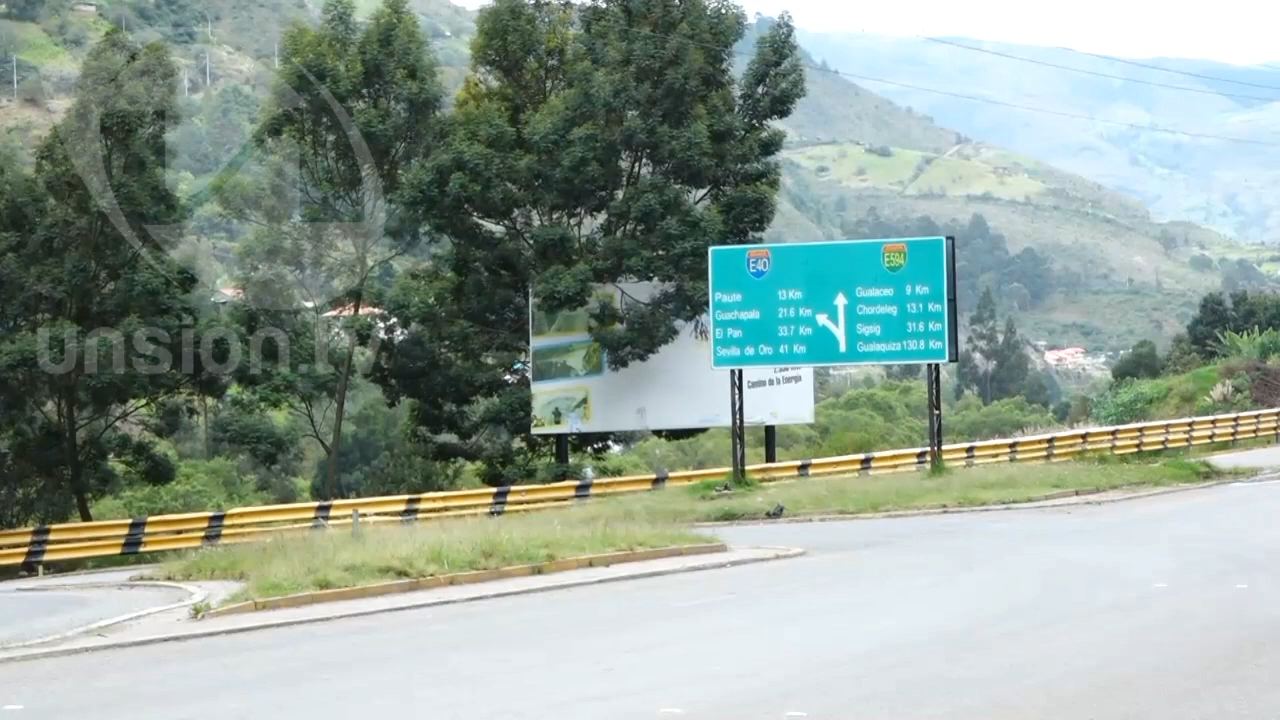 E40
E594
Paute 13 Km
Guachapala 21.6 Km
El Pan 33.7 Km
Sevilla de Oro 41 Km
Gualaceo 9 Km
Chordeleg 13.1 Km
Sigsig 31.6 Km
Gualaquiza 130.8 Km
Camino de la Energía
unsion.tv